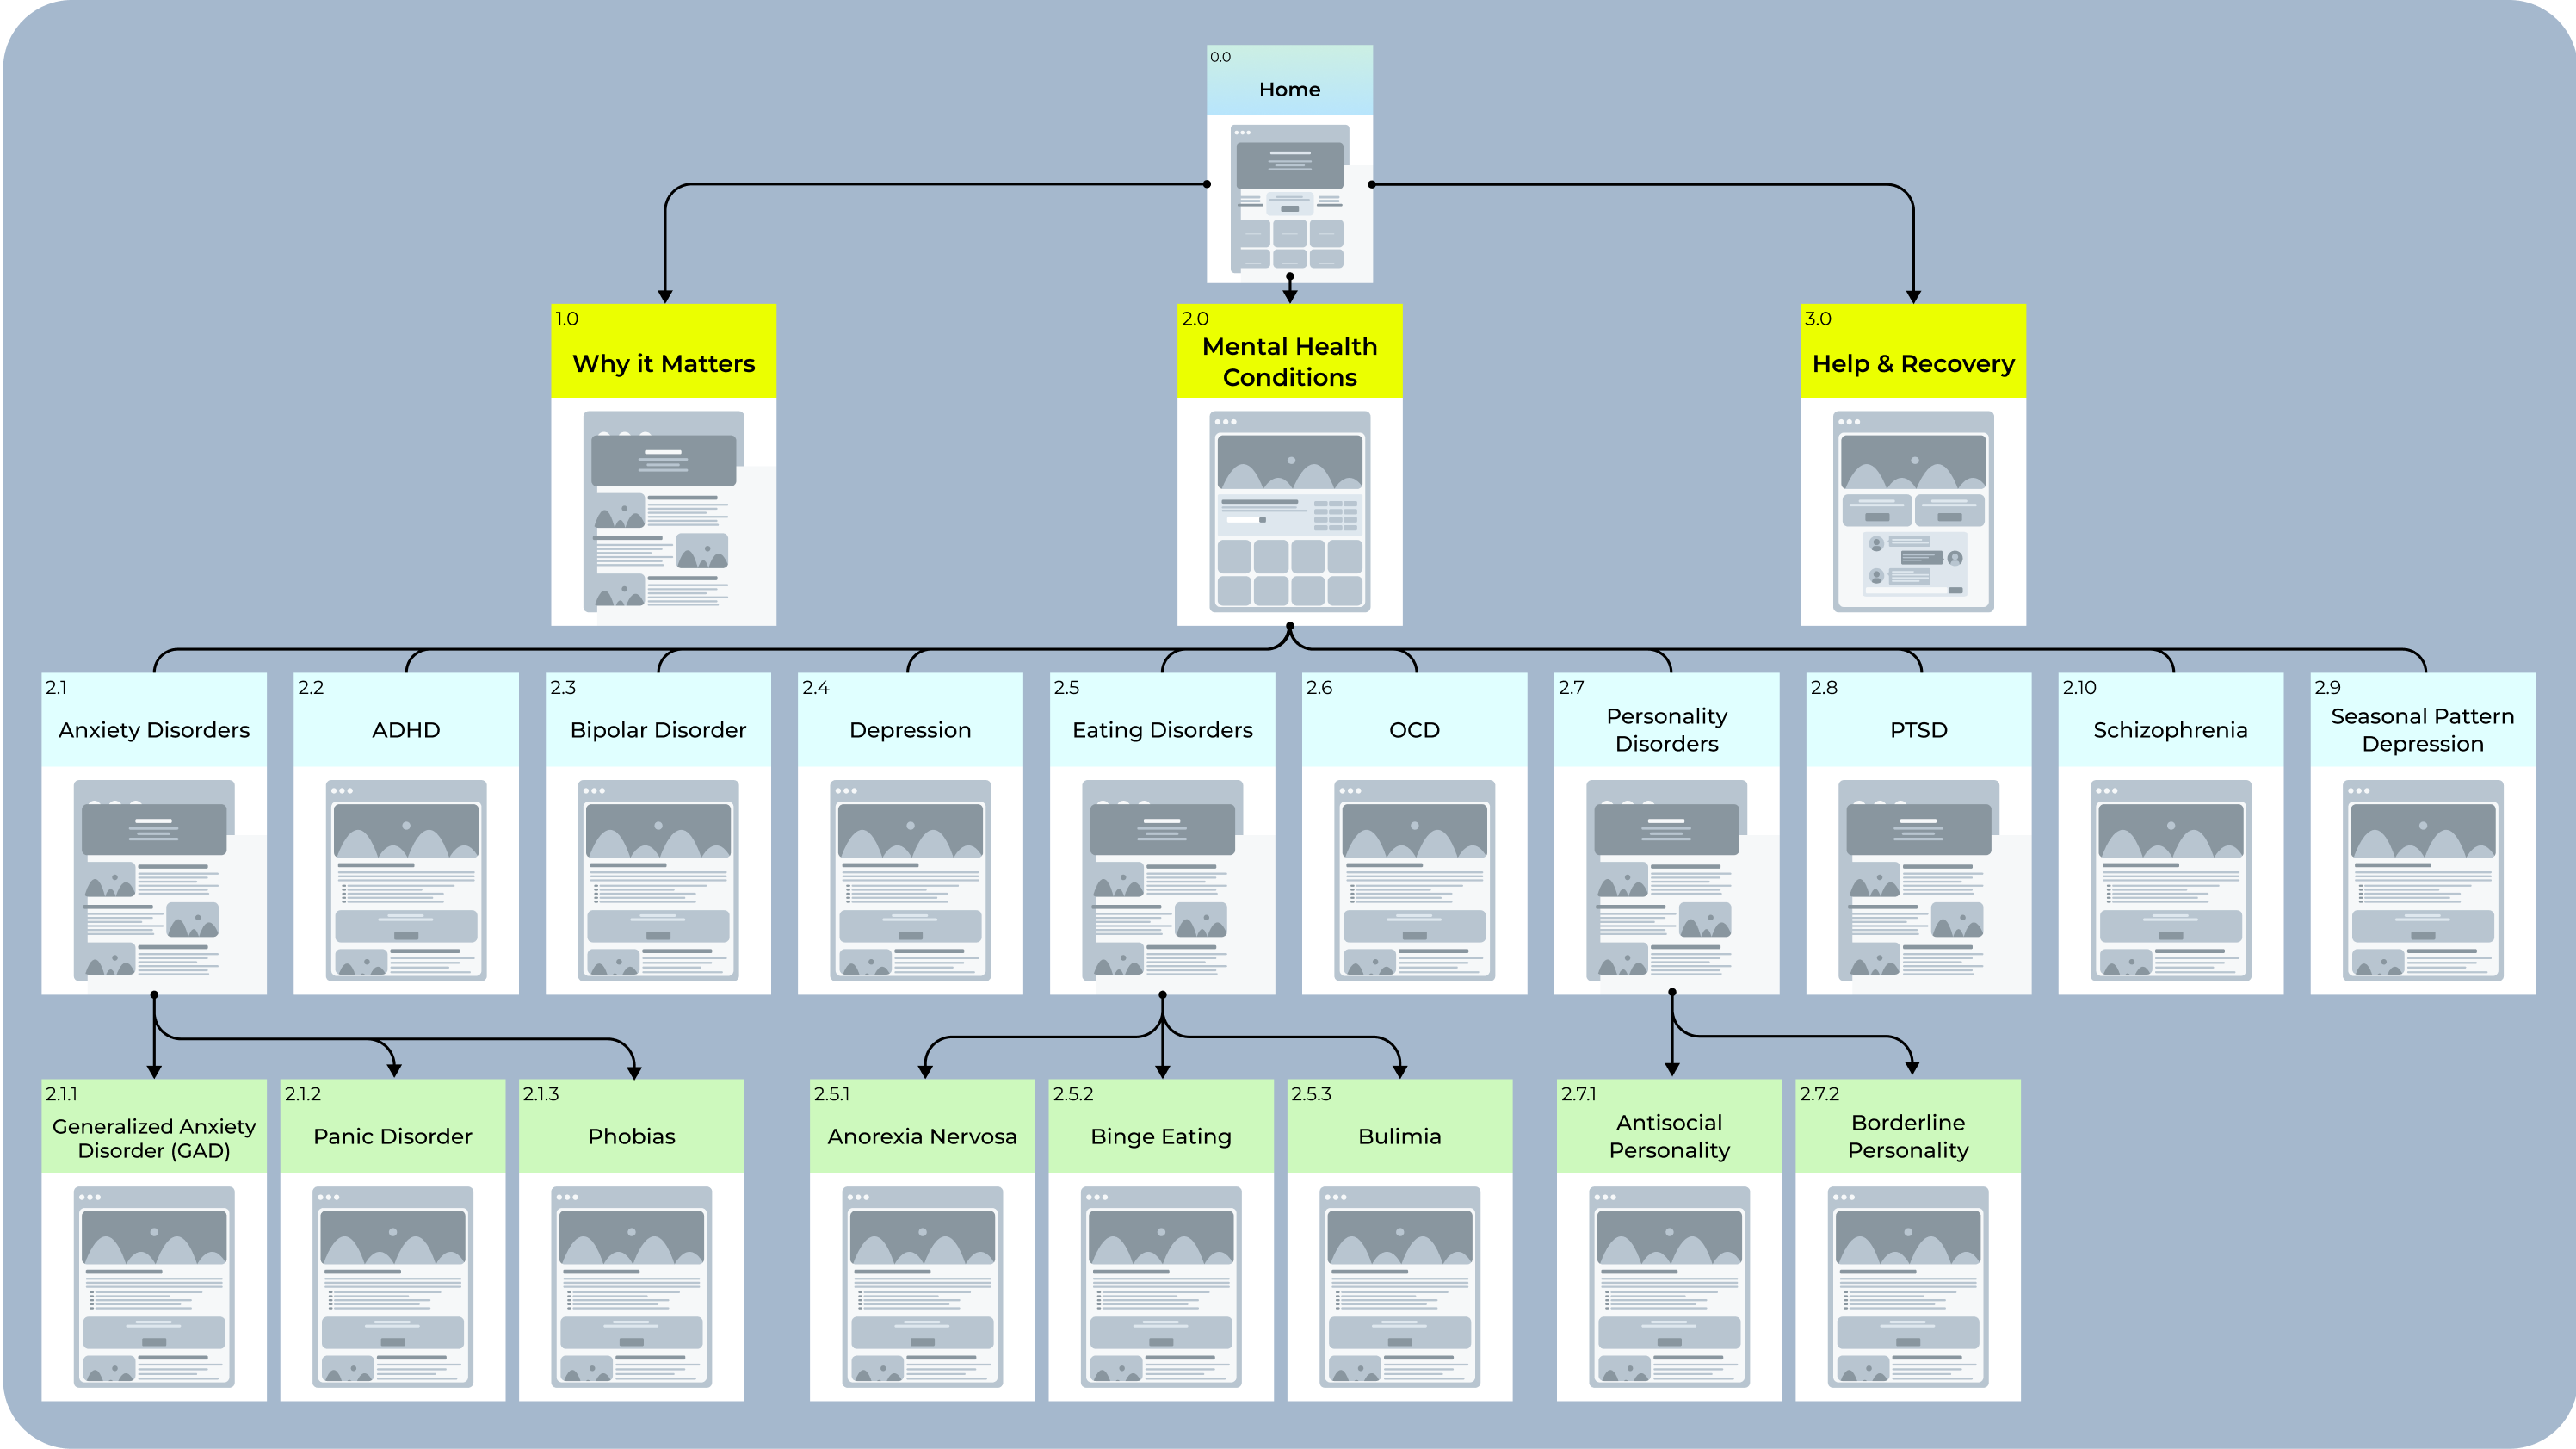 0.0
Home
1.0
Why it Matters
2.0
Mental Health
Conditions
3.0
Help & Recovery
2.1
Anxiety Disorders
2.2
ADHD
2.3
Bipolar Disorder
2.4
Depression
2.5
Eating Disorders
2.6
OCD
2.7
Personality
Disorders
2.8
PTSD
2.10
Schizophrenia
2.9
Seasonal Pattern
Depression
2.1.1
Generalized Anxiety
Disorder (GAD)
2.1.2
Panic Disorder
2.1.3
Phobias
2.5.1
Anorexia Nervosa
2.5.2
Binge Eating
2.5.3
Bulimia
2.7.1
Antisocial
Personality
2.7.2
Borderline
Personality